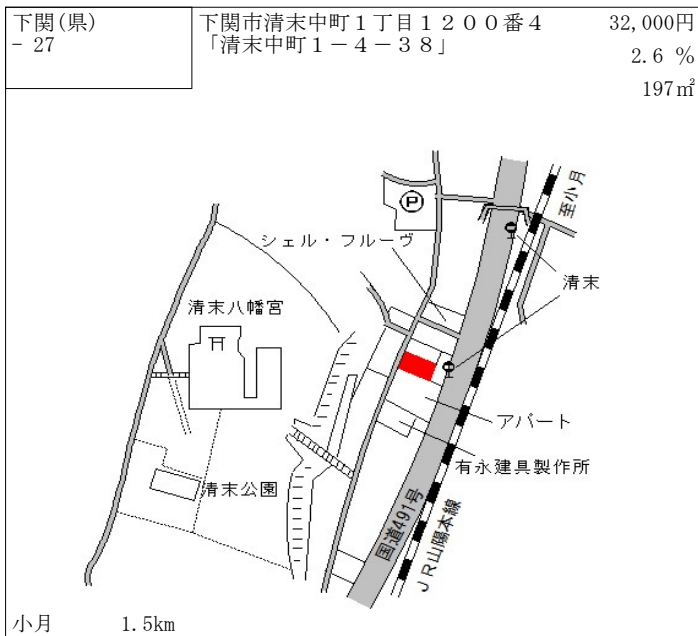 下関(県)
- 27
下関市清末中町１丁目１２００番４
「清末中町１－４－３８」
32,000円
2.6 %
197㎡
Ⓟ
至小月
シェル・フルーヴ
清末
清末八幡宮
アパート
有永建具製作所
清末公園
国道491号
ＪＲ山陽本線
小月 1.5km